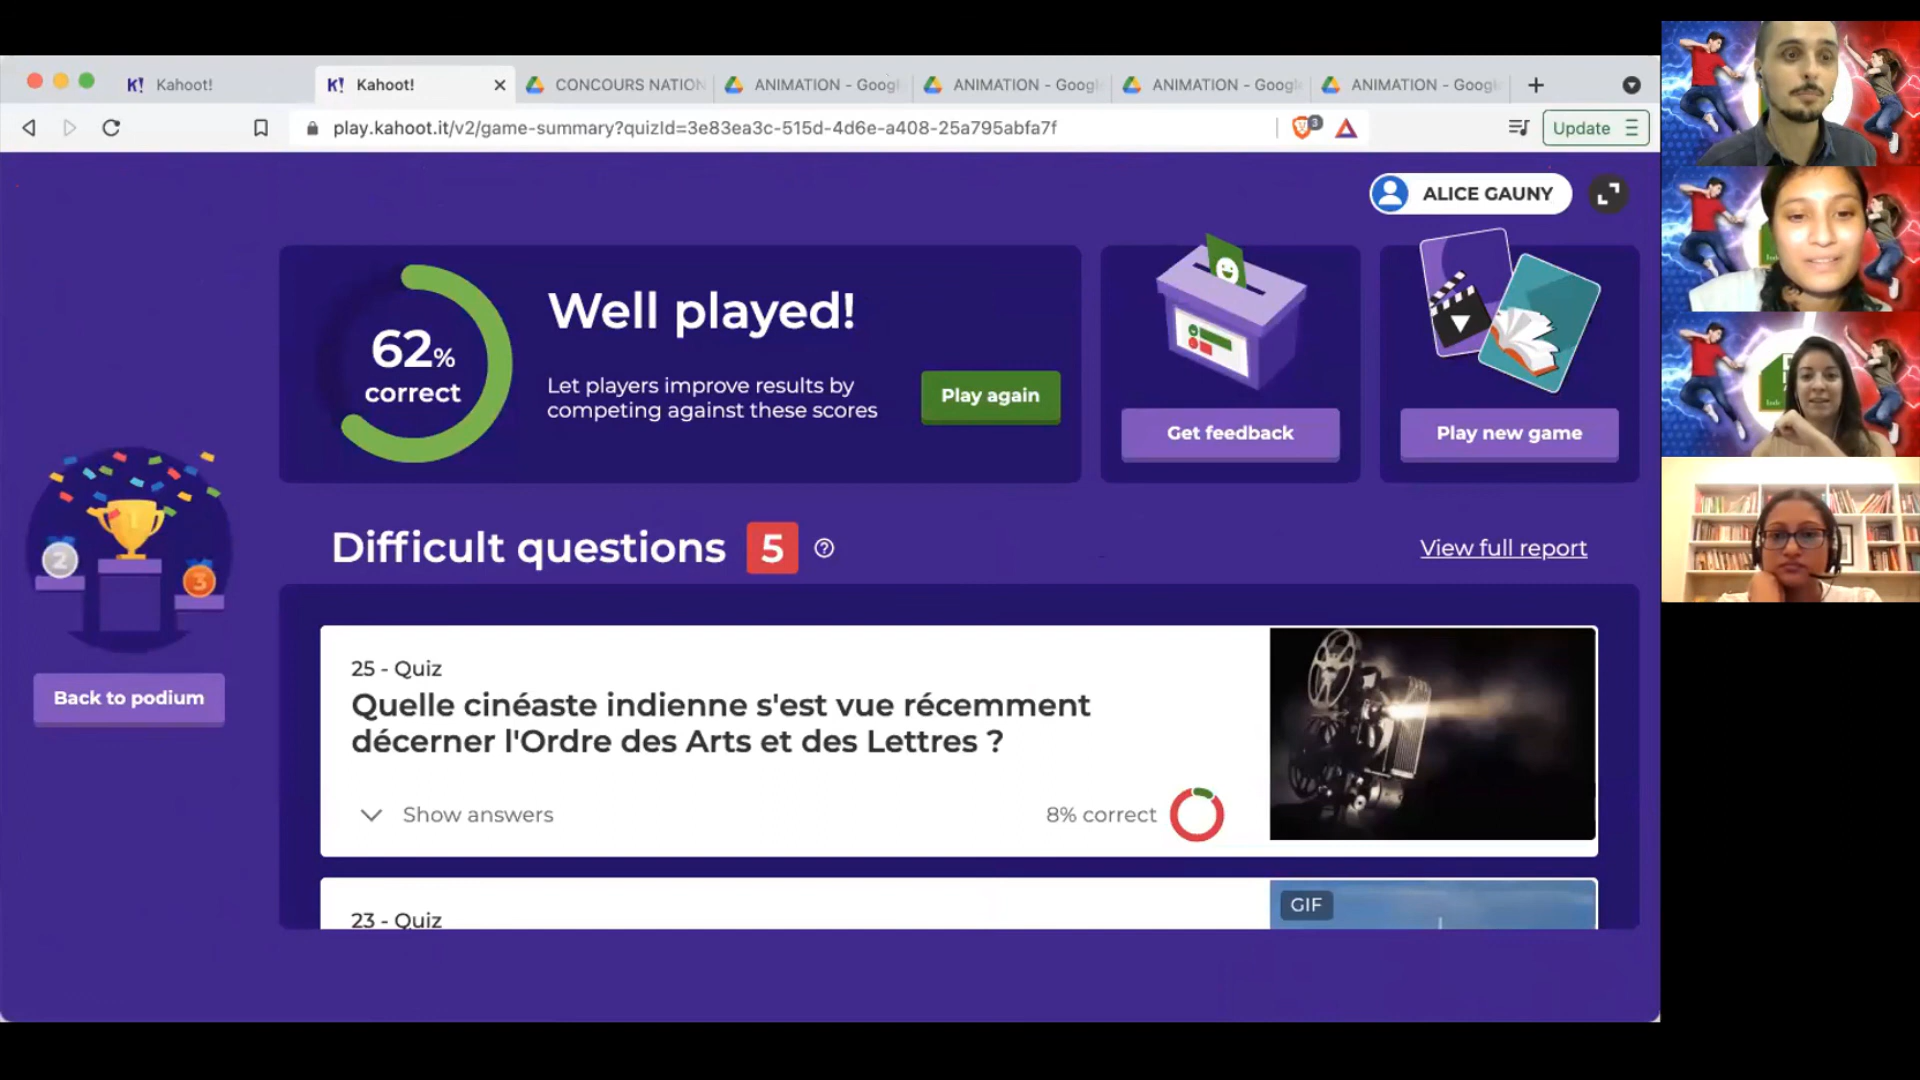 K! Kahoot!
K! Kahoot!
CONCOURS NATION
ANIMATION - Googl
ANIMATION - Googl
ANIMATION - Googl
ANIMATION - Googl
play.kahoot.it/v2/game-summary?quizId=3e83ea3c-515d-4d6e-a408-25a795abfa7f
3
Update
ALICE GAUNY
62%
correct
Well played!
Let players improve results by
competing against these scores
Play again
Get feedback
Play new game
1
2
3
Back to podium
Difficult questions 5
?
View full report
25 - Quiz
Quelle cinéaste indienne s'est vue récemment
décerner l'Ordre des Arts et des Lettres ?
Show answers
8% correct
23 - Quiz
GIF